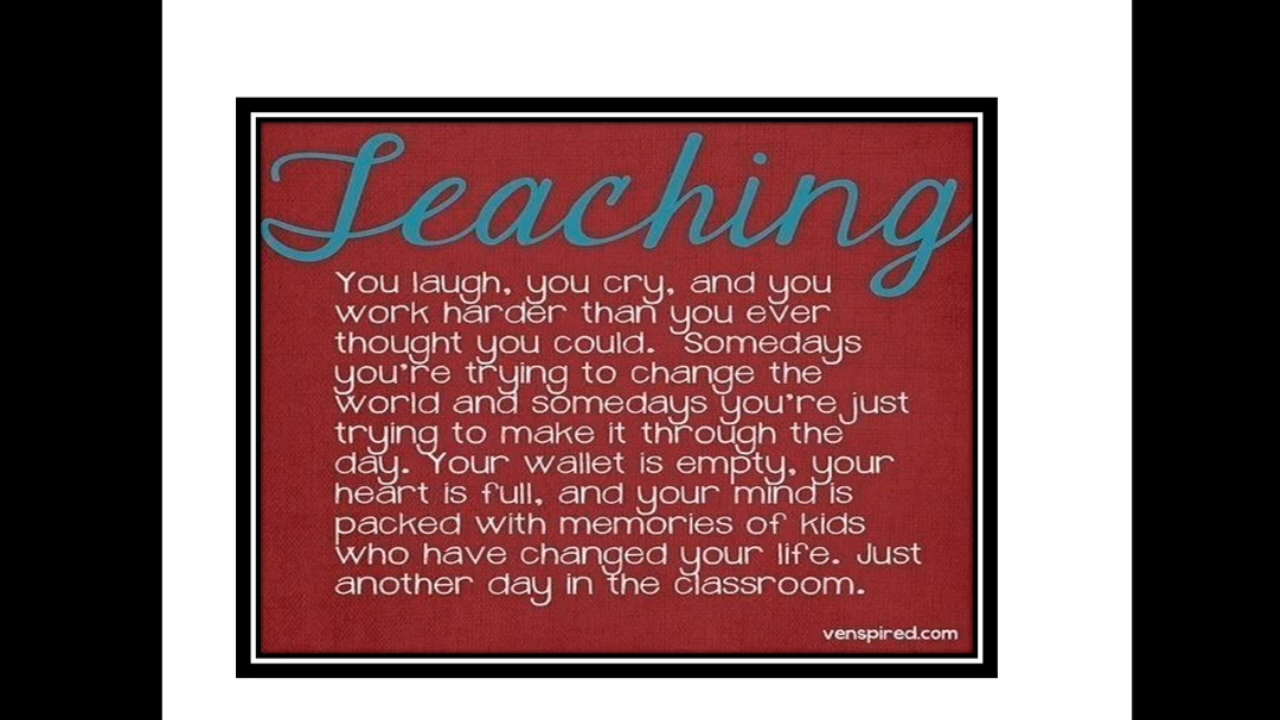 Teaching
You laugh, you cry, and you
work harder than you ever
thought you could. Somedays
you're trying to change the
world and somedays you're just
trying to make it through the
day. Your wallet is empty, your
heart is full, and your mind is
packed with memories of kids
who have changed your life. Just
another day in the classroom.
venspired.com